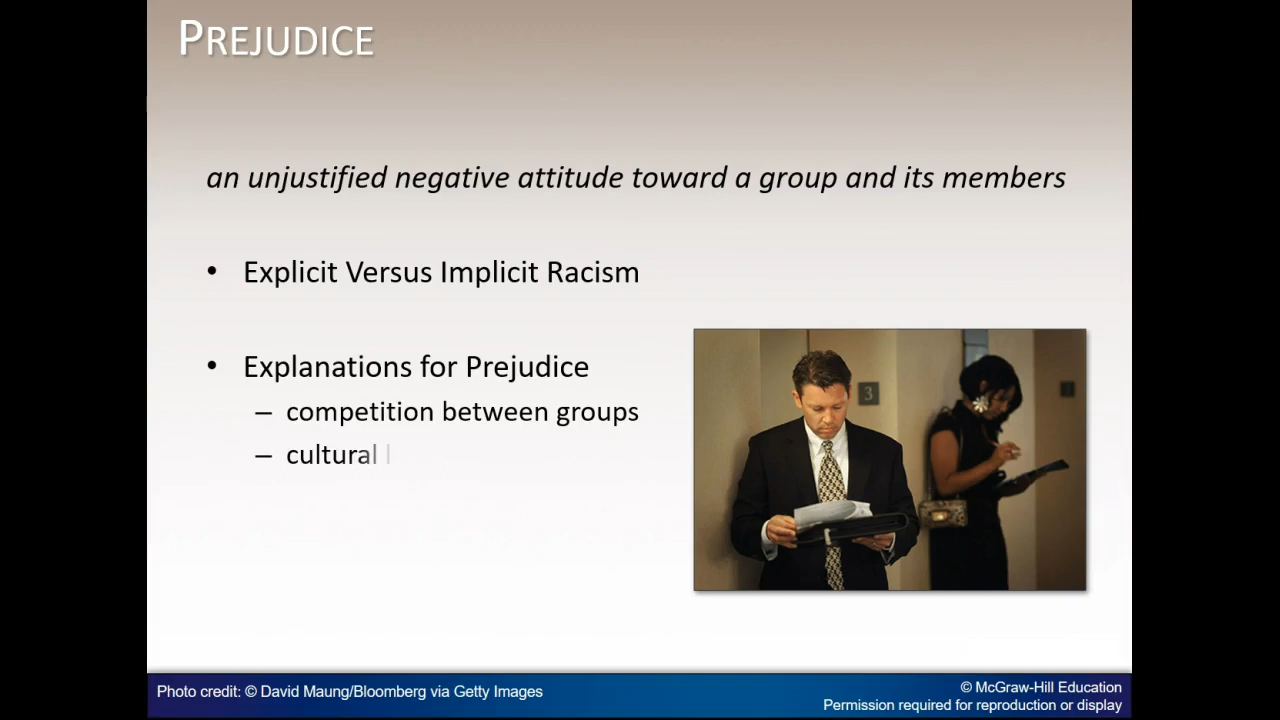 PREJUDICE
an unjustified negative attitude toward a group and its members
• Explicit Versus Implicit Racism
• Explanations for Prejudice
– competition between groups
– cultural l
3
Photo credit: © David Maung/Bloomberg via Getty Images
© McGraw-Hill Education
Permission required for reproduction or display